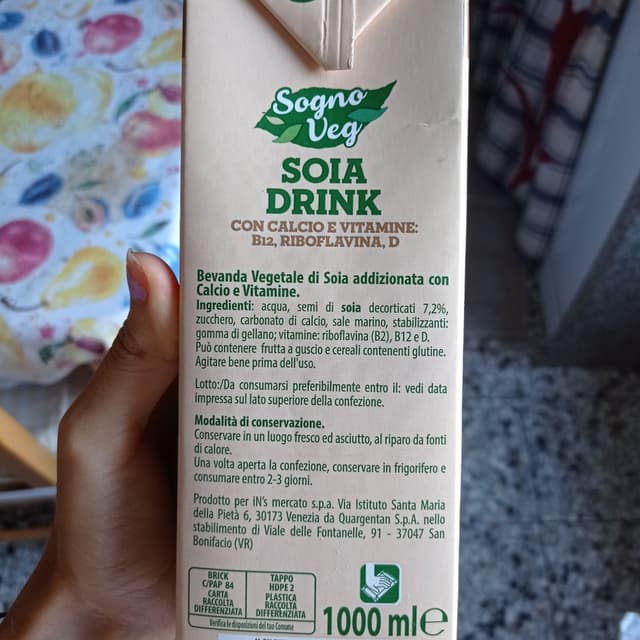 Sogno
Veg
SOIA
DRINK
CON CALCIO E VITAMINE:
B12, RIBOFLAVINA, D
Bevanda Vegetale di Soia addizionata con
Calcio e Vitamine.
Ingredienti: acqua, semi di soia decorticati 7,2%,
zucchero, carbonato di calcio, sale marino, stabilizzanti:
gomma di gellano; vitamine: riboflavina (B2), B12 e D.
Può contenere frutta a guscio e cereali contenenti glutine.
Agitare bene prima dell'uso.
Lotto:/Da consumarsi preferibilmente entro il: vedi data
impressa sul lato superiore della confezione.
Modalità di conservazione.
Conservare in un luogo fresco ed asciutto, al riparo da fonti
di calore.
Una volta aperta la confezione, conservare in frigorifero e
consumare entro 2-3 giorni.
Prodotto per iN's mercato s.p.a. Via Istituto Santa Maria
della Pietà 6, 30173 Venezia da Quargentan S.p.A. nello
stabilimento di Viale delle Fontanelle, 91 - 37047 San
Bonifacio (VR)
BRICK
C/PAP 84
CARTA
RACCOLTA
DIFFERENZIATA
TAPPO
HDPE 2
PLASTICA
RACCOLTA
DIFFERENZIATA
Verifica le disposizioni del tuo Comune
1000 ml e